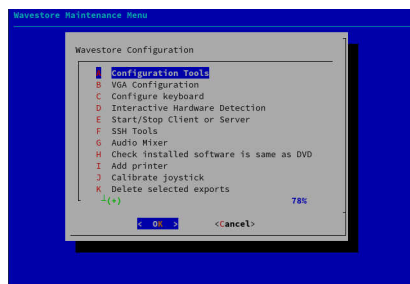 Wavestore Maintenance Menu
Wavestore Configuration
A Configuration Tools
B VGA Configuration
C Configure keyboard
D Interactive Hardware Detection
E Start/Stop Client or Server
F SSH Tools
G Audio Mixer
H Check installed software is same as DVD
I Add printer
J Calibrate joystick
K Delete selected exports
┴(+) 78%
< OK > <Cancel>